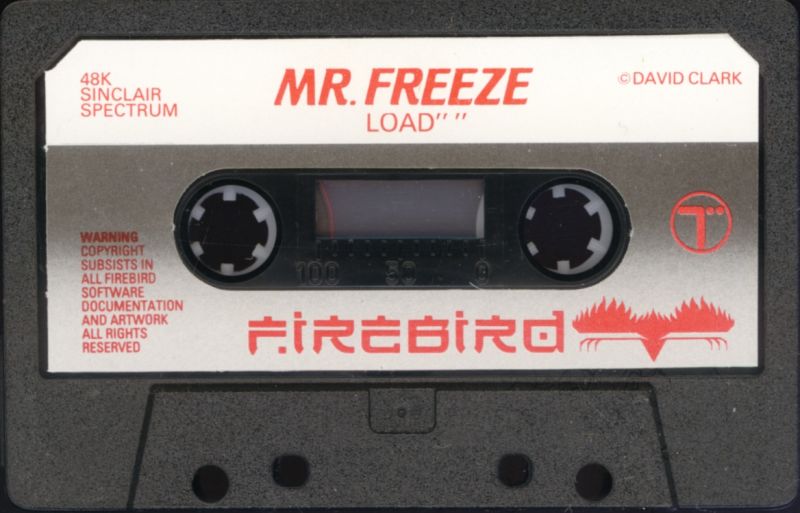 48K
SINCLAIR
SPECTRUM
MR. FREEZE
LOAD" "
©DAVID CLARK
WARNING
COPYRIGHT
SUBSISTS IN
ALL FIREBIRD
SOFTWARE
DOCUMENTATION
AND ARTWORK
ALL RIGHTS
RESERVED
100 50 0
FIREBIRD